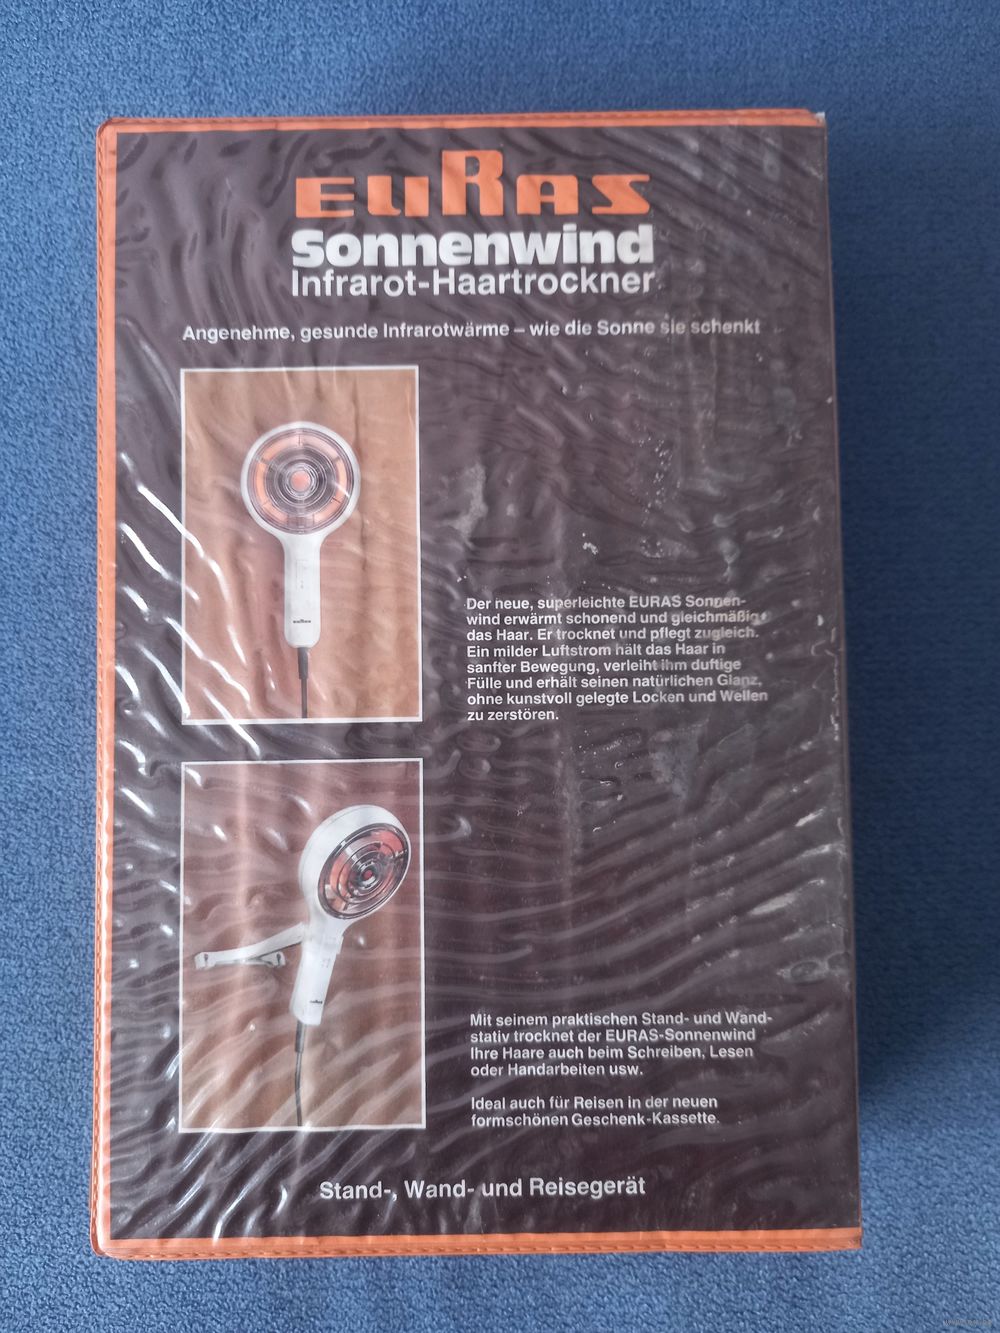 EURAS
Sonnenwind
Infrarot-Haartrockner
Angenehme, gesunde Infrarotwärme – wie die Sonne sie schenkt
Der neue, superleichte EURAS Sonnen-
wind erwärmt schonend und gleichmäßig
das Haar. Er trocknet und pflegt zugleich.
Ein milder Luftstrom hält das Haar in
sanfter Bewegung, verleiht ihm duftige
Fülle und erhält seinen natürlichen Glanz,
ohne kunstvoll gelegte Locken und Wellen
zu zerstören.
Mit seinem praktischen Stand- und Wand-
stativ trocknet der EURAS-Sonnenwind
Ihre Haare auch beim Schreiben, Lesen
oder Handarbeiten usw.
Ideal auch für Reisen in der neuen
formschönen Geschenk-Kassette.
Stand-, Wand- und Reisegerät